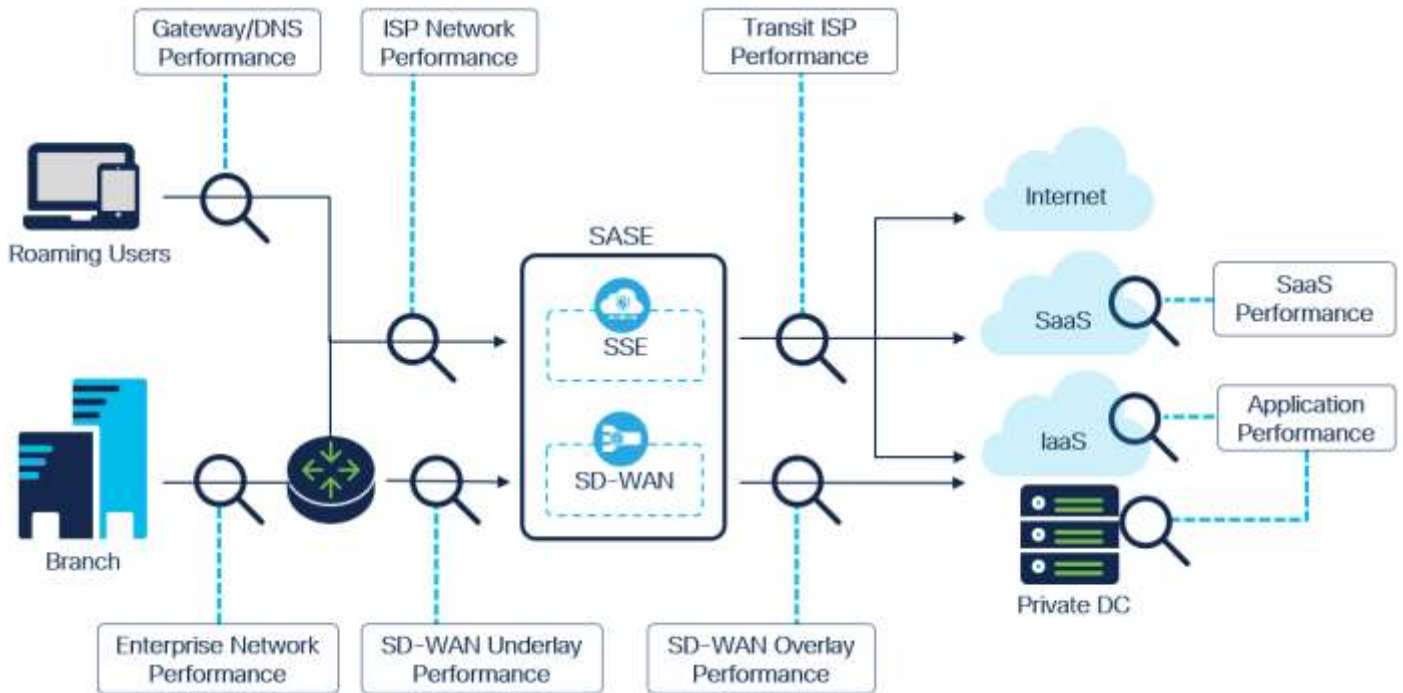 Gateway/DNS
Performance
ISP Network
Performance
Transit ISP
Performance
Roaming Users
SASE
SSE
SD-WAN
Internet
SaaS
SaaS
Performance
IaaS
Application
Performance
Branch
Private DC
Enterprise Network
Performance
SD-WAN Underlay
Performance
SD-WAN Overlay
Performance